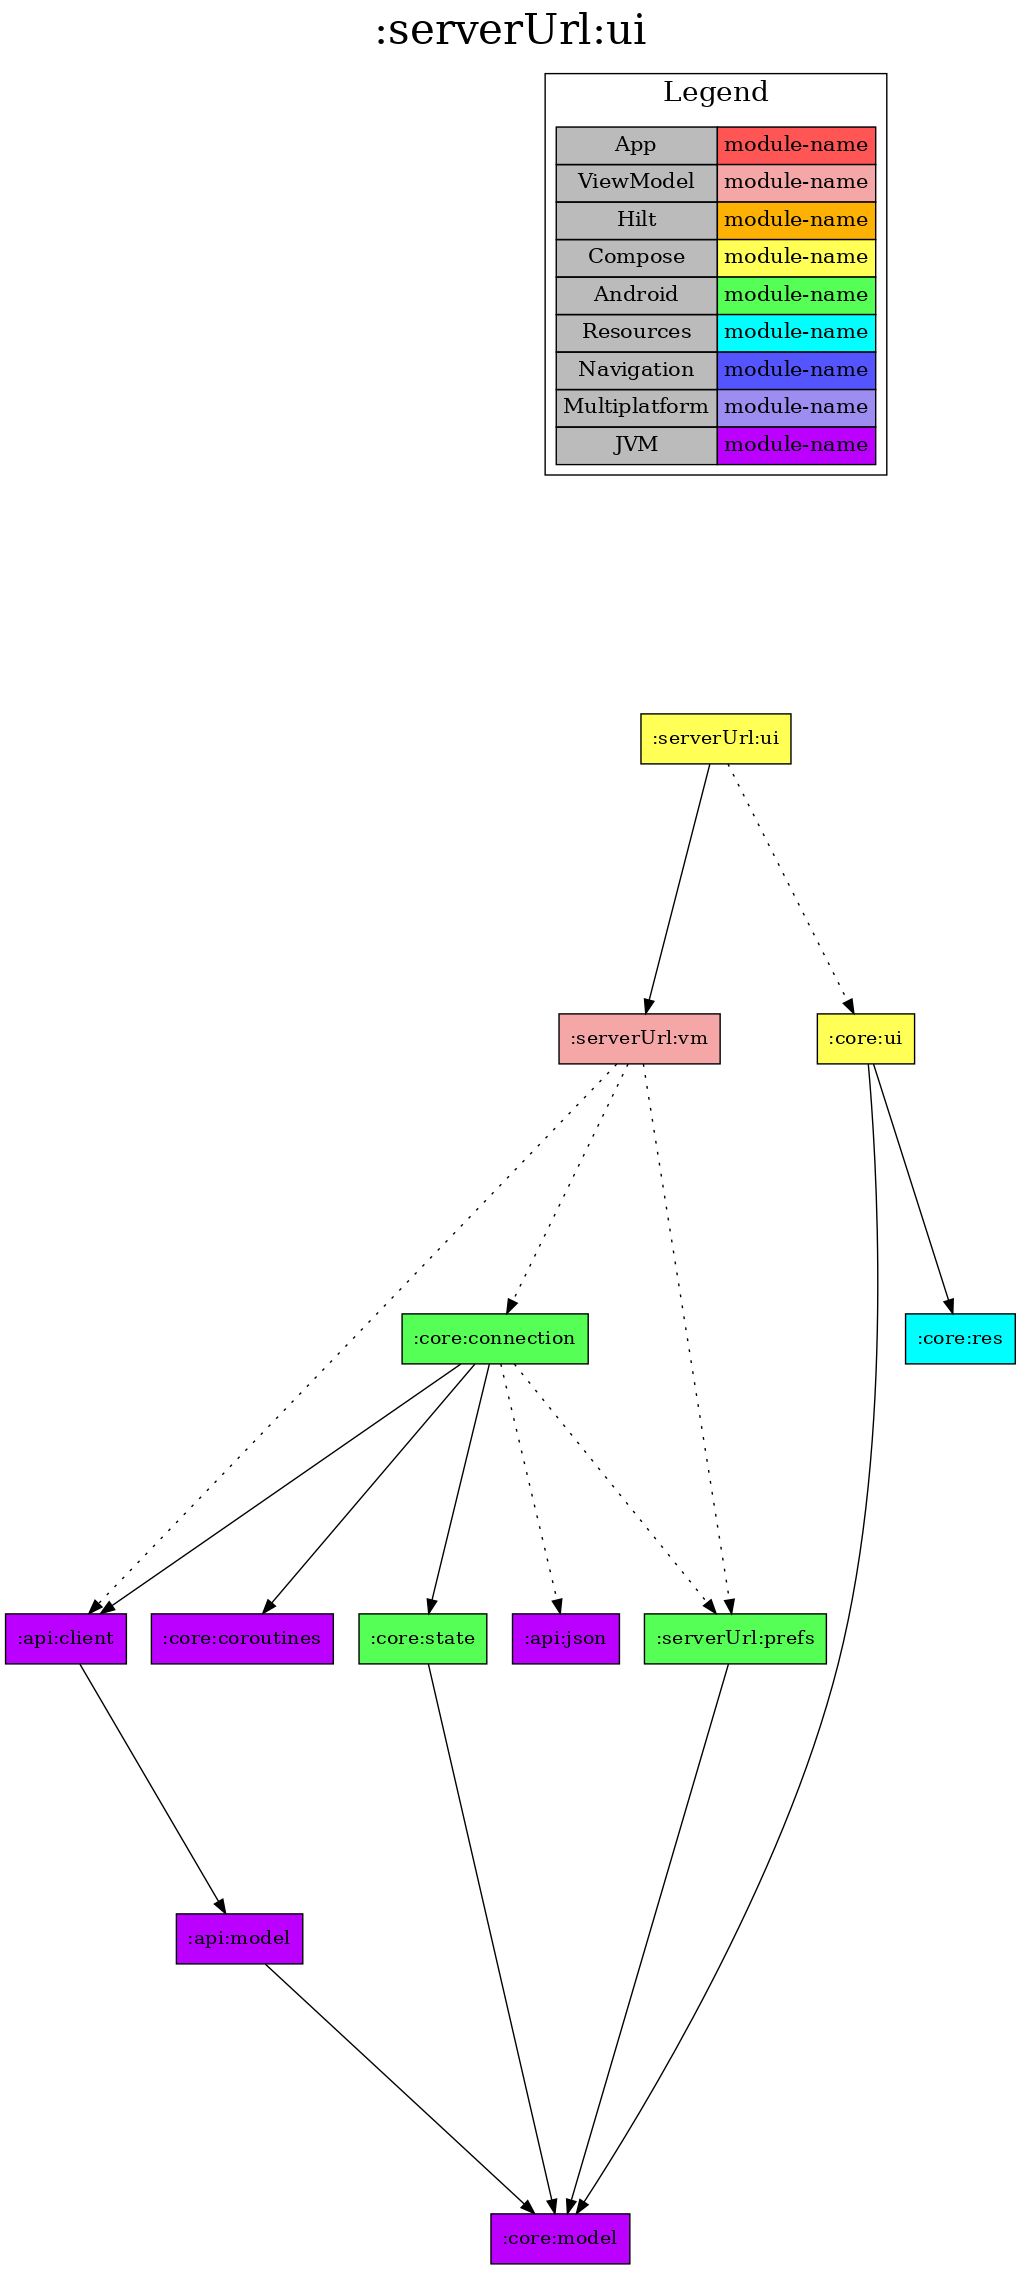 :serverUrl:ui
Legend
App module-name
ViewModel module-name
Hilt module-name
Compose module-name
Android module-name
Resources module-name
Navigation module-name
Multiplatform module-name
JVM module-name
:serverUrl:ui
:serverUrl:vm :core:ui
:core:connection :core:res
:api:client :core:coroutines :core:state :api:json :serverUrl:prefs
:api:model
:core:model